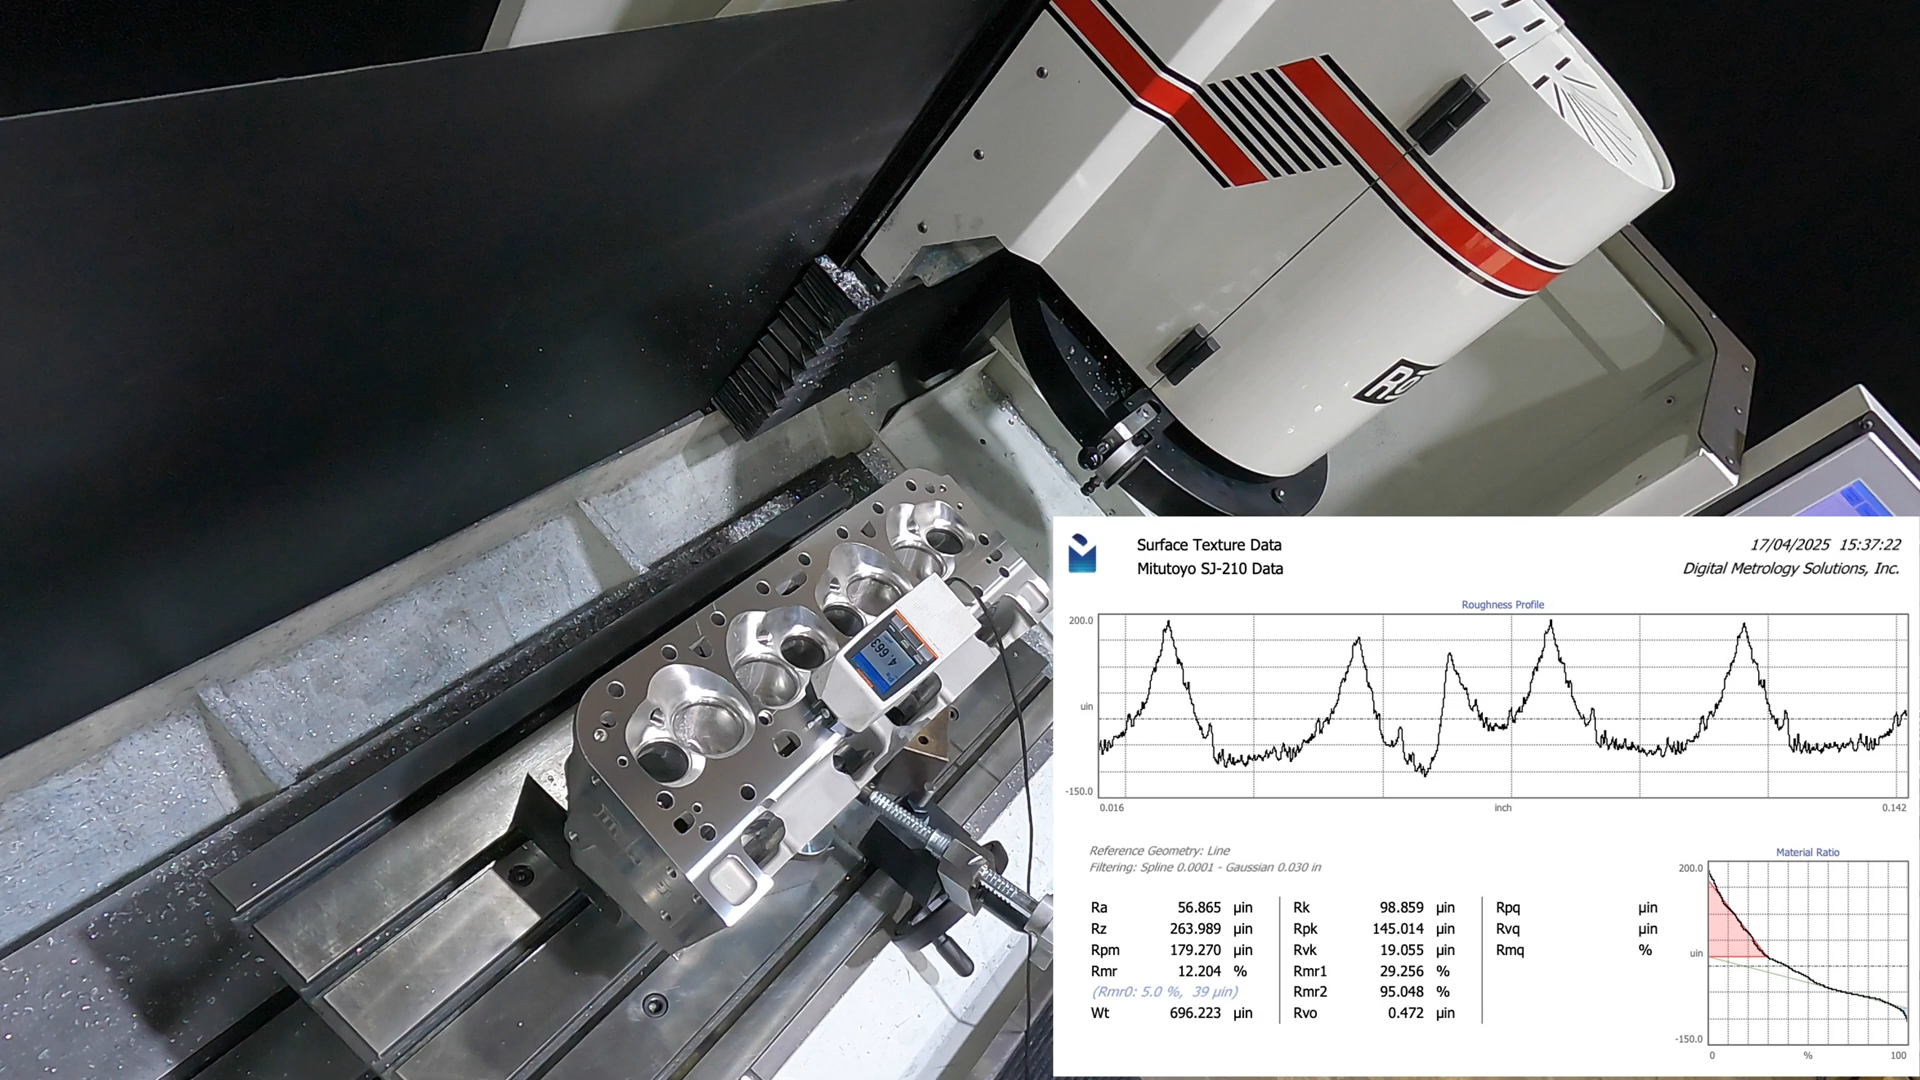 4.663
Surface Texture Data
Mitutoyo SJ-210 Data
17/04/2025 15:37:22
Digital Metrology Solutions, Inc.
Roughness Profile
200.0
uin
-150.0
0.016
inch
0.142
Reference Geometry: Line
Filtering: Spline 0.0001 - Gaussian 0.030 in
Ra 56.865 µin Rk 98.859 µin Rpq µin
Rz 263.989 µin Rpk 145.014 µin Rvq µin
Rpm 179.270 µin Rvk 19.055 µin Rmq %
Rmr 12.204 % Rmr1 29.256 %
(Rmr0: 5.0 %, 39 µin) Rmr2 95.048 %
Wt 696.223 µin Rvo 0.472 µin
Material Ratio
200.0
uin
-150.0
0
%
100